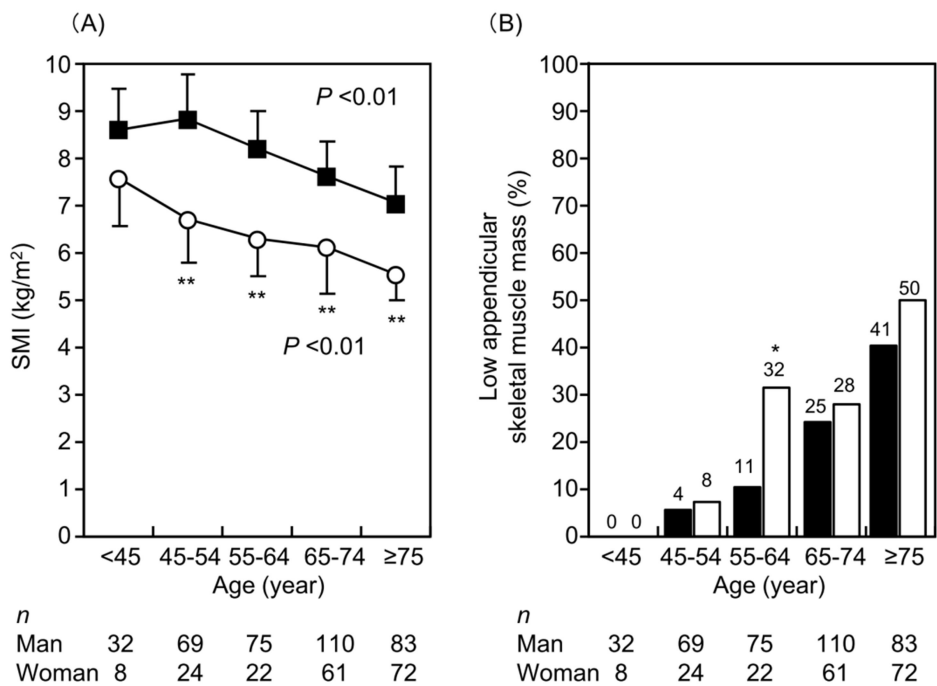 (A)
10
9
8
7
6
5
4
3
2
1
0
SMI (kg/m²)
P <0.01
** ** ** **
P <0.01
<45 45-54 55-64 65-74 ≥75
Age (year)
n
Man 32 69 75 110 83
Woman 8 24 22 61 72
(B)
100
90
80
70
60
50
40
30
20
10
0
Low appendicular
skeletal muscle mass (%)
0 0 4 8 11 32 * 25 28 41 50
<45 45-54 55-64 65-74 ≥75
Age (year)
n
Man 32 69 75 110 83
Woman 8 24 22 61 72